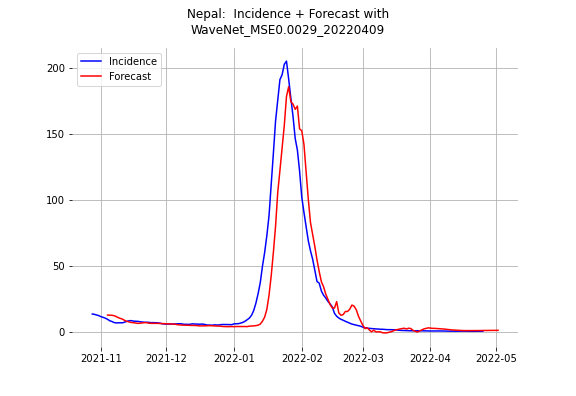 Nepal:  Incidence + Forecast with
WaveNet_MSE0.0029_20220409
Incidence
Forecast
200
150
100
50
0
2021-11 2021-12 2022-01 2022-02 2022-03 2022-04 2022-05